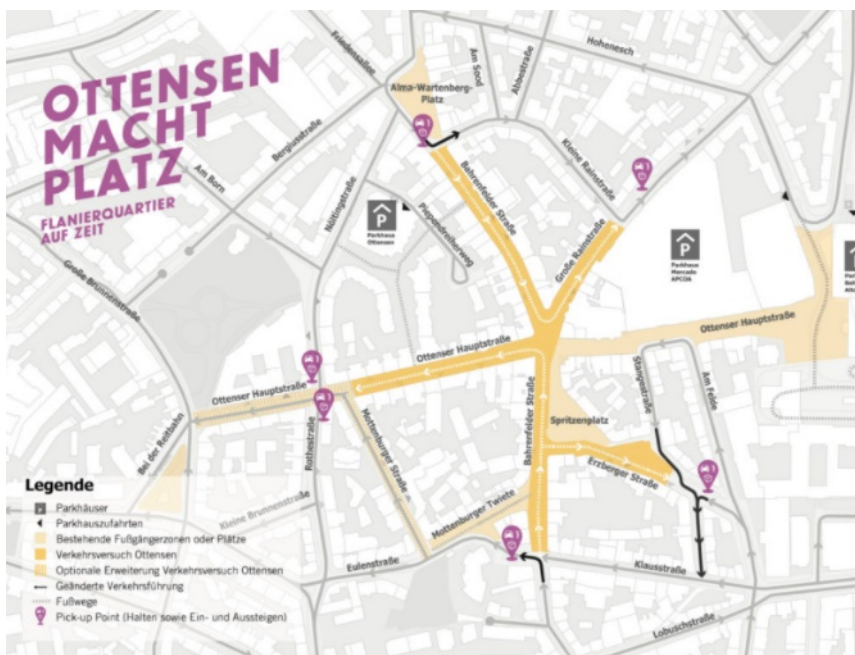 OTTENSEN
MACHT
PLATZ
FLANIERQUARTIER
AUF ZEIT
Friedensallee
Am Sood
Abbestraße
Hohenesch
Alma-Wartenberg-
Platz
Bergiusstraße
Am Born
Nöltingstraße
Kleine Rainstraße
Bahrenfelder Straße
Piependreiherweg
Große Rainstraße
P
Parkhaus
Ottensen
P
Parkhaus
Mercado
APCOA
Große Brunnenstraße
Ottenser Hauptstraße
Ottenser Hauptstraße
Ottenser Hauptstraße
Stangestraße
Am Felde
Bei der Reitbahn
Rothestraße
Mottenburger Straße
Bahrenfelder Straße
Spritzenplatz
Erzberger Straße
Kleine Brunnenstraße
Mottenburger Twiete
Eulenstraße
Klausstraße
Lobuschstraße
Legende
P Parkhäuser
Parkhauszufahrten
Bestehende Fußgängerzonen oder Plätze
Verkehrsversuch Ottensen
Optionale Erweiterung Verkehrsversuch Ottensen
Geänderte Verkehrsführung
Fußwege
Pick-up Point (Halten sowie Ein- und Aussteigen)